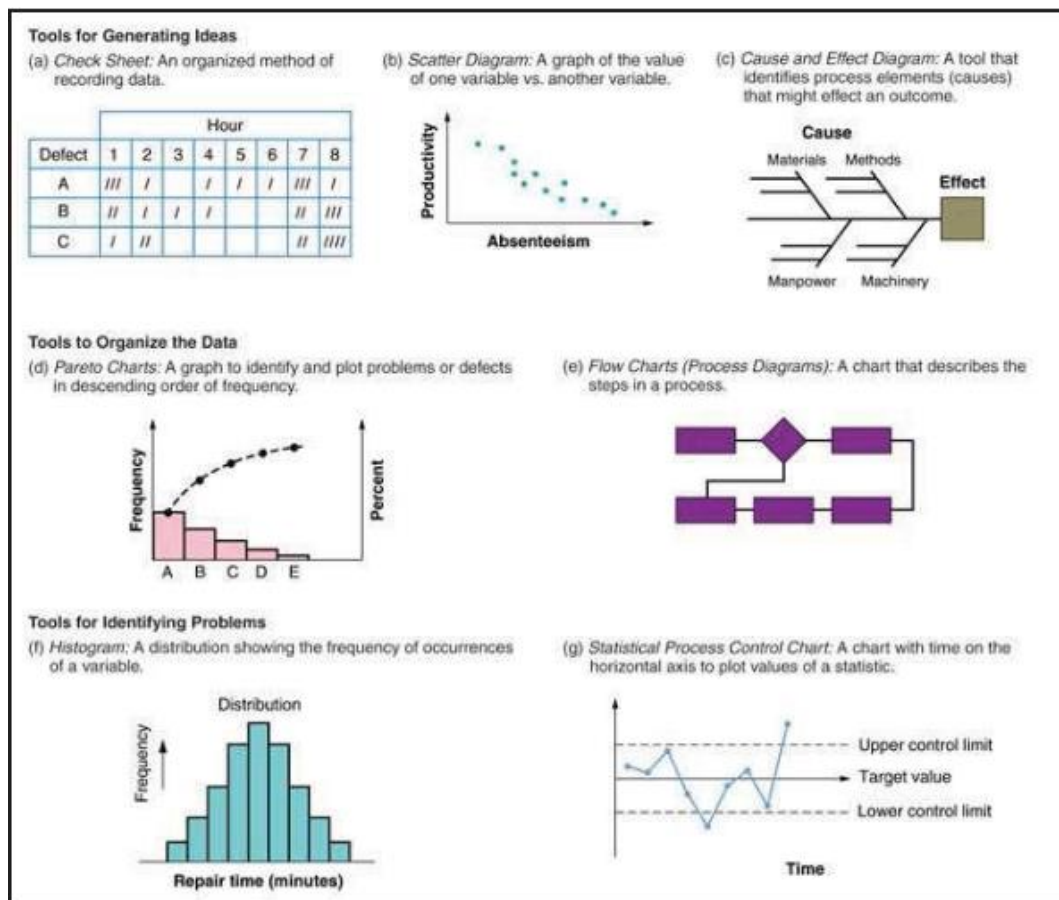 Tools for Generating Ideas
(a) Check Sheet: An organized method of
recording data.
(b) Scatter Diagram: A graph of the value
of one variable vs. another variable.
(c) Cause and Effect Diagram: A tool that
identifies process elements (causes)
that might effect an outcome.
Hour
Defect 1 2 3 4 5 6 7 8
A /// / / / / /// /
B // / / / // ///
C / // // ////
Productivity
Absenteeism
Cause
Materials Methods
Effect
Manpower Machinery
Tools to Organize the Data
(d) Pareto Charts: A graph to identify and plot problems or defects
in descending order of frequency.
Frequency
Percent
A B C D E
(e) Flow Charts (Process Diagrams): A chart that describes the
steps in a process.
Tools for Identifying Problems
(f) Histogram: A distribution showing the frequency of occurrences
of a variable.
Distribution
Frequency
Repair time (minutes)
(g) Statistical Process Control Chart: A chart with time on the
horizontal axis to plot values of a statistic.
Upper control limit
Target value
Lower control limit
Time